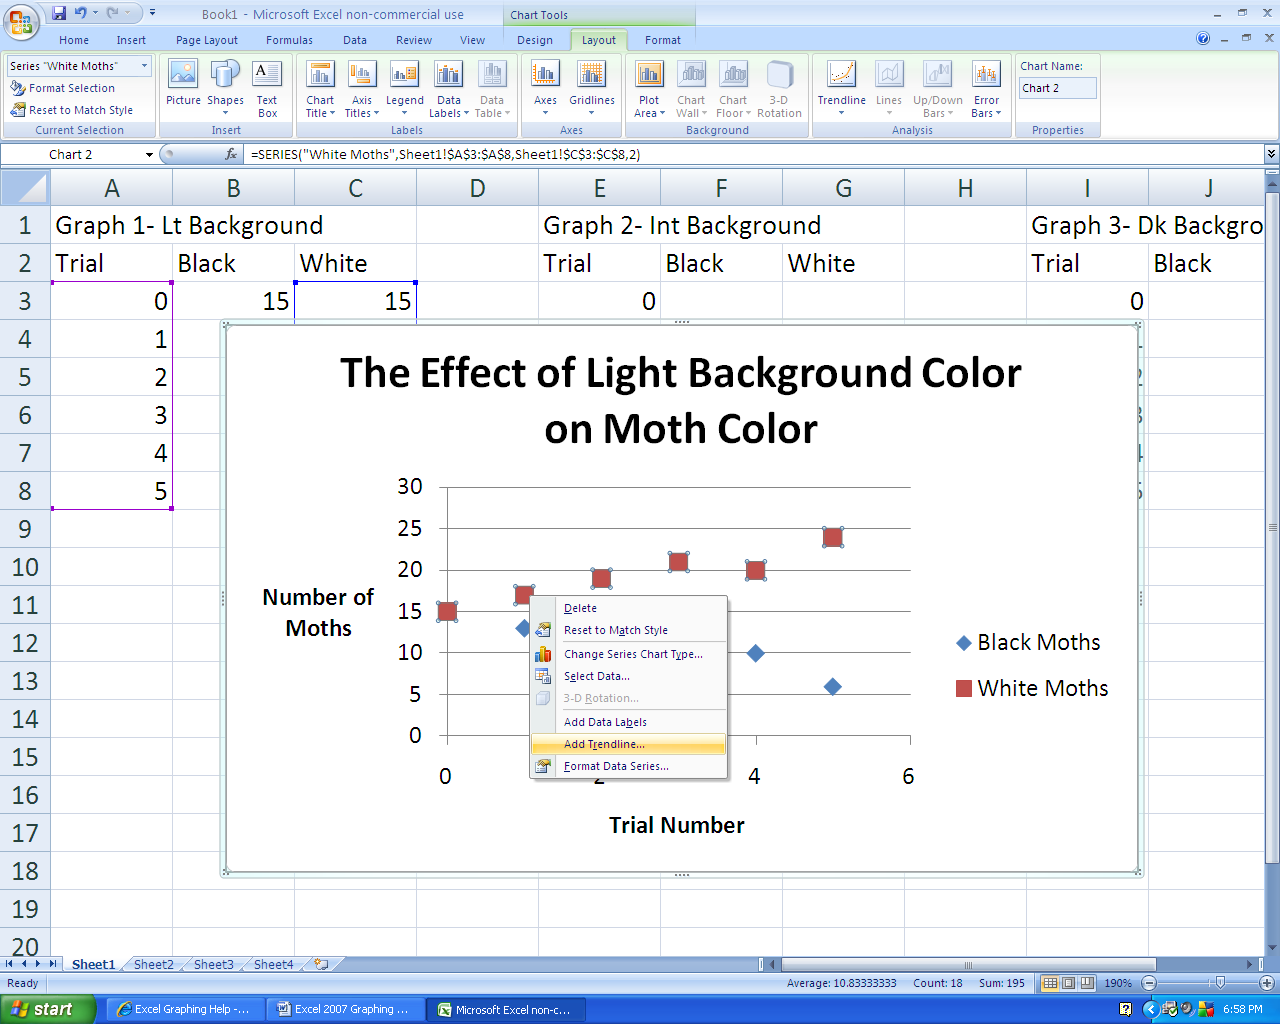 Book1 - Microsoft Excel non-commercial use
Chart Tools
Home Insert Page Layout Formulas Data Review View Design Layout Format
Series "White Moths"
Format Selection
Reset to Match Style
Current Selection
Picture Shapes Text Box
Insert
Chart Title Axis Titles Legend Data Labels Data Table
Labels
Axes Gridlines
Axes
Plot Area Chart Wall Chart Floor 3-D Rotation
Background
Trendline Lines Up/Down Bars Error Bars
Analysis
Chart Name:
Chart 2
Properties
Chart 2 fx =SERIES("White Moths",Sheet1!$A$3:$A$8,Sheet1!$C$3:$C$8,2)
A B C D E F G H I J
1 Graph 1- Lt Background Graph 2- Int Background Graph 3- Dk Backgro
2 Trial Black White Trial Black White Trial Black
3 0 15 15 0 0
4 1
5 2
6 3
7 4
8 5
9
10
11
12
13
14
15
16
17
18
19
20
The Effect of Light Background Color
on Moth Color
30
25
20
15
10
5
0
Number of
Moths
0 2 4 6
Trial Number
Black Moths
White Moths
Delete
Reset to Match Style
Change Series Chart Type...
Select Data...
3-D Rotation...
Add Data Labels
Add Trendline...
Format Data Series...
Sheet1 Sheet2 Sheet3 Sheet4
Ready Average: 10.83333333 Count: 18 Sum: 195 190%
start Excel Graphing Help -... Excel 2007 Graphing ... Microsoft Excel non-c... 6:58 PM